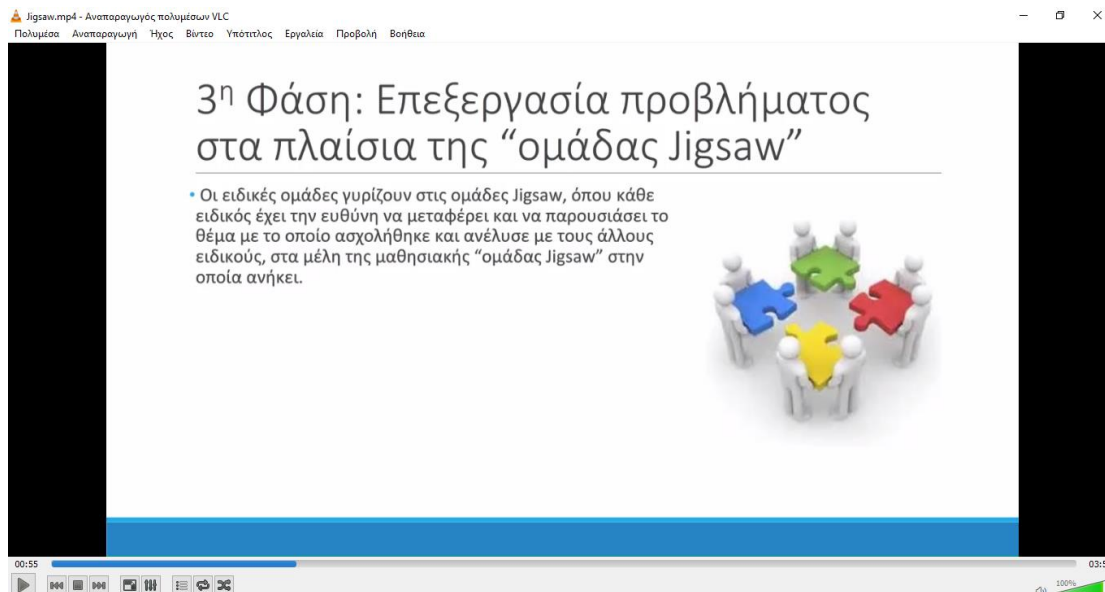 Jigsaw.mp4 - Αναπαραγωγός πολυμέσων VLC
Πολυμέσα Αναπαραγωγή Ήχος Βίντεο Υπότιτλος Εργαλεία Προβολή Βοήθεια
3η Φάση: Επεξεργασία προβλήματος
στα πλαίσια της “ομάδας Jigsaw”
• Οι ειδικές ομάδες γυρίζουν στις ομάδες Jigsaw, όπου κάθε
ειδικός έχει την ευθύνη να μεταφέρει και να παρουσιάσει το
θέμα με το οποίο ασχολήθηκε και ανέλυσε με τους άλλους
ειδικούς, στα μέλη της μαθησιακής “ομάδας Jigsaw” στην
οποία ανήκει.
00:55
100%